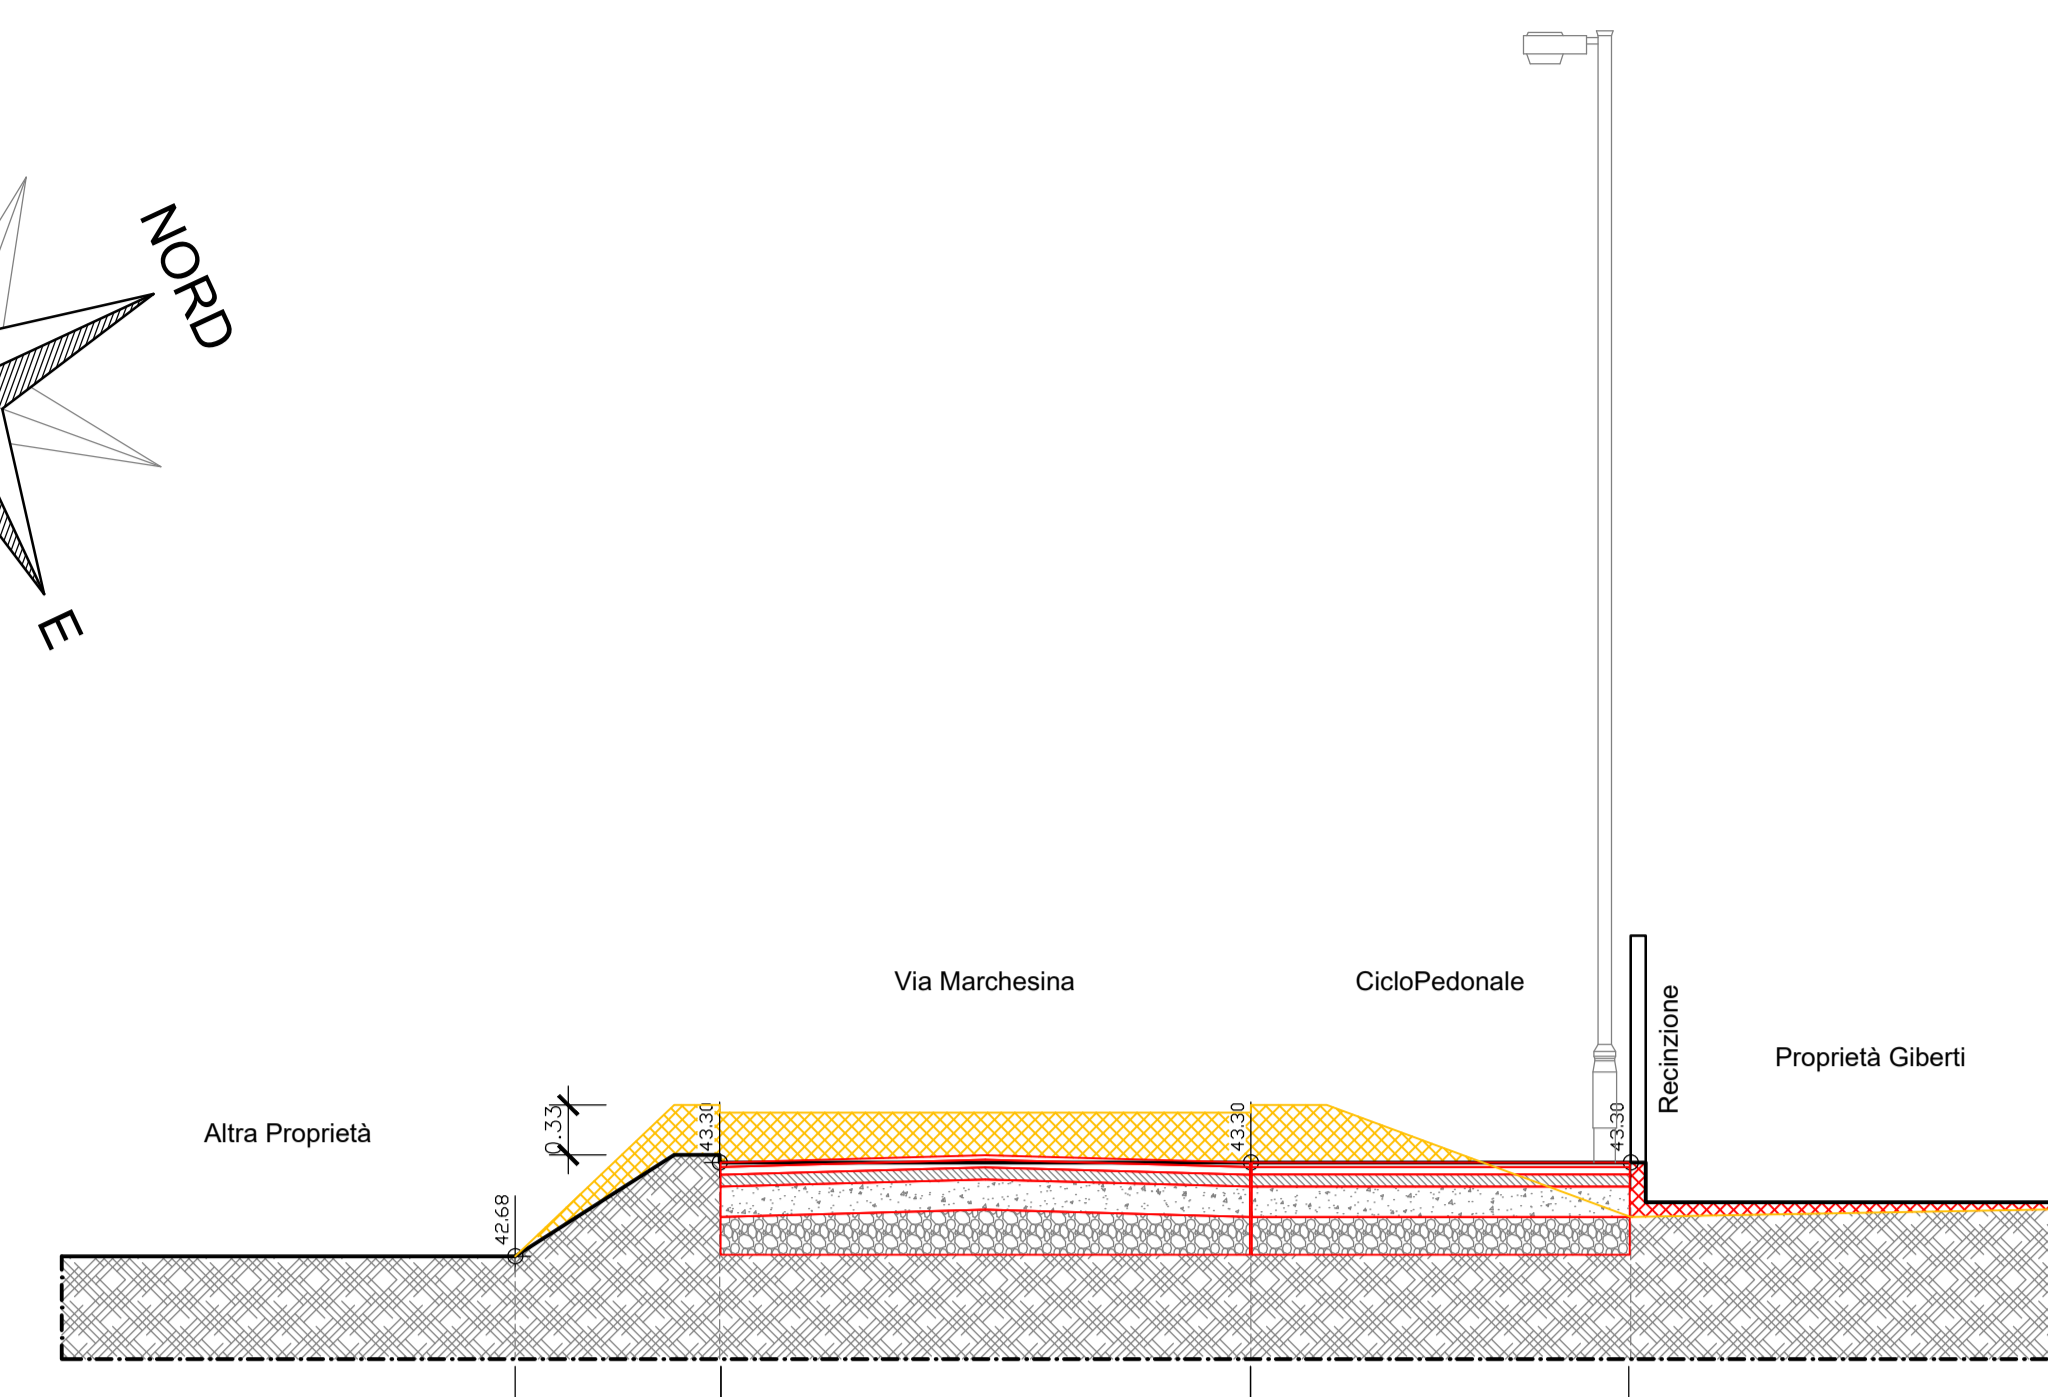 NORD
E
Via Marchesina
CicloPedonale
Recinzione
Proprietà Giberti
Altra Proprietà
0.33
43.30
43.30
43.30
42.68